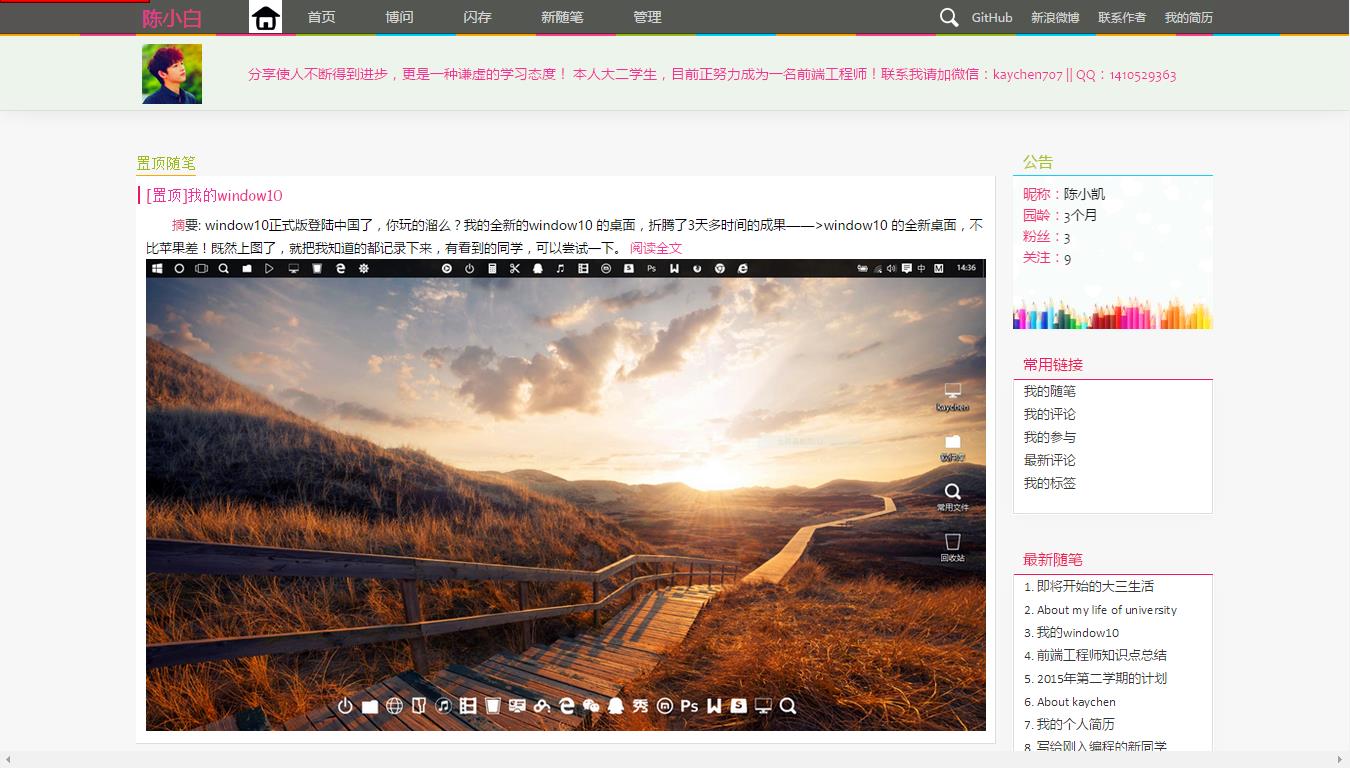 陈小白
首页 博问 闪存 新随笔 管理 GitHub 新浪微博 联系作者 我的简历
分享使人不断得到进步，更是一种谦虚的学习态度！ 本人大二学生，目前正努力成为一名前端工程师！联系我请加微信：kaychen707 || QQ：1410529363
置顶随笔
[置顶]我的window10
摘要: window10正式版登陆中国了，你玩的溜么？我的全新的window10 的桌面，折腾了3天多时间的成果——>window10 的全新桌面，不
比苹果差！既然上图了，就把我知道的都记录下来，有看到的同学，可以尝试一下。 阅读全文
Ps 中 M 14:36
kaychen
常用文件
回收站
秀 Ps
公告
昵称：陈小凯
园龄：3个月
粉丝：3
关注：9
常用链接
我的随笔
我的评论
我的参与
最新评论
我的标签
最新随笔
1. 即将开始的大三生活
2. About my life of university
3. 我的window10
4. 前端工程师知识点总结
5. 2015年第二学期的计划
6. About kaychen
7. 我的个人简历
8. 写给刚入编程的新同学